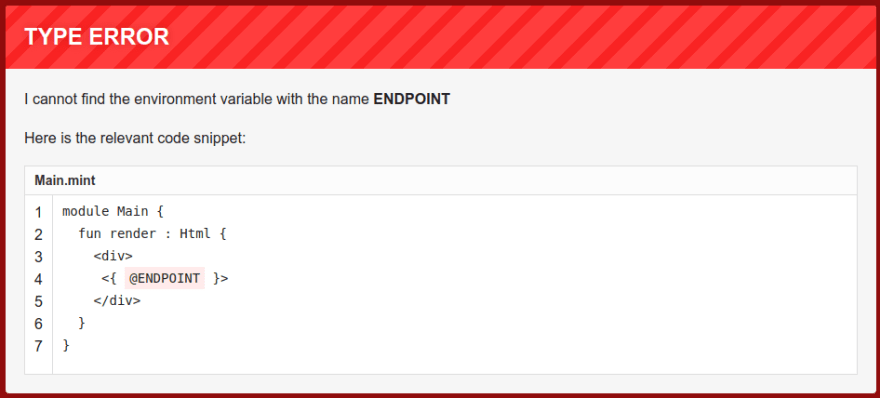 TYPE ERROR
I cannot find the environment variable with the name ENDPOINT
Here is the relevant code snippet:
Main.mint
1 module Main {
2   fun render : Html {
3     <div>
4      <{ @ENDPOINT }>
5     </div>
6   }
7 }